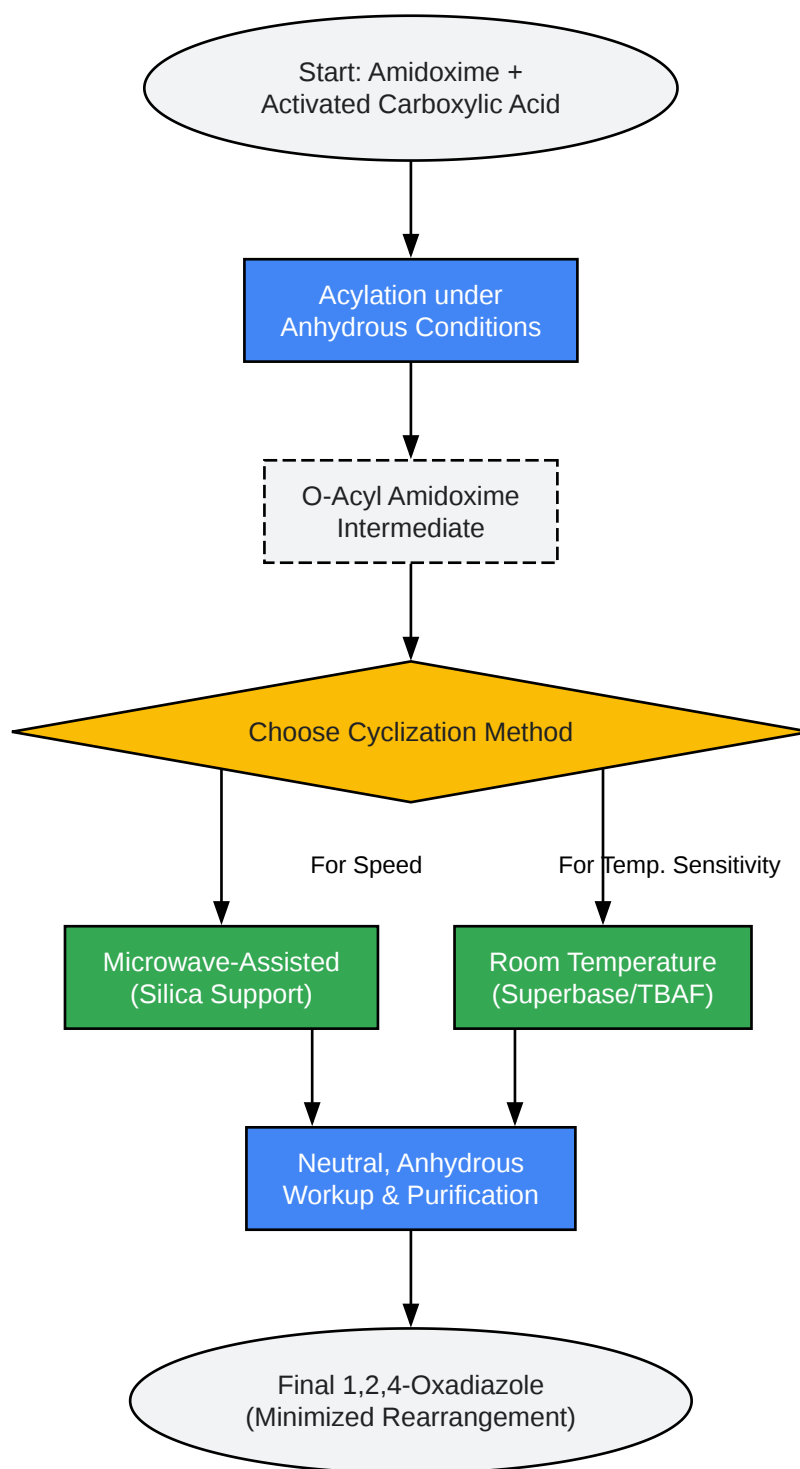 Start: Amidoxime +
Activated Carboxylic Acid
Acylation under
Anhydrous Conditions
O-Acyl Amidoxime
Intermediate
Choose Cyclization Method
For Speed
For Temp. Sensitivity
Microwave-Assisted
(Silica Support)
Room Temperature
(Superbase/TBAF)
Neutral, Anhydrous
Workup & Purification
Final 1,2,4-Oxadiazole
(Minimized Rearrangement)